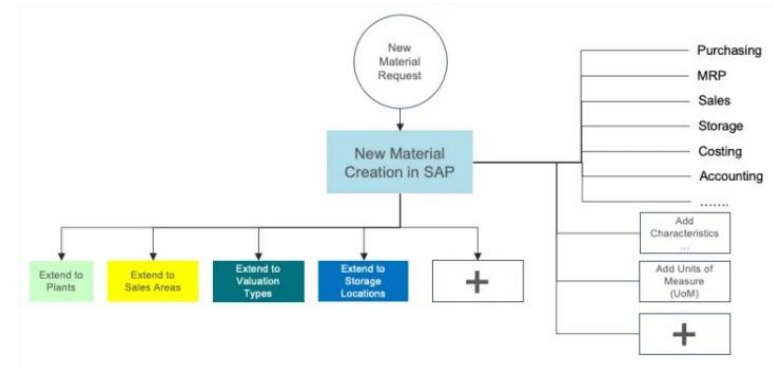 New
Material
Request
New Material
Creation in SAP
Purchasing
MRP
Sales
Storage
Costing
Accounting
.......
Add
Characteristics
...
Add Units of
Measure
(UoM)
+
Extend to
Plants
Extend to
Sales Areas
Extend to
Valuation
Types
Extend to
Storage
Locations
+